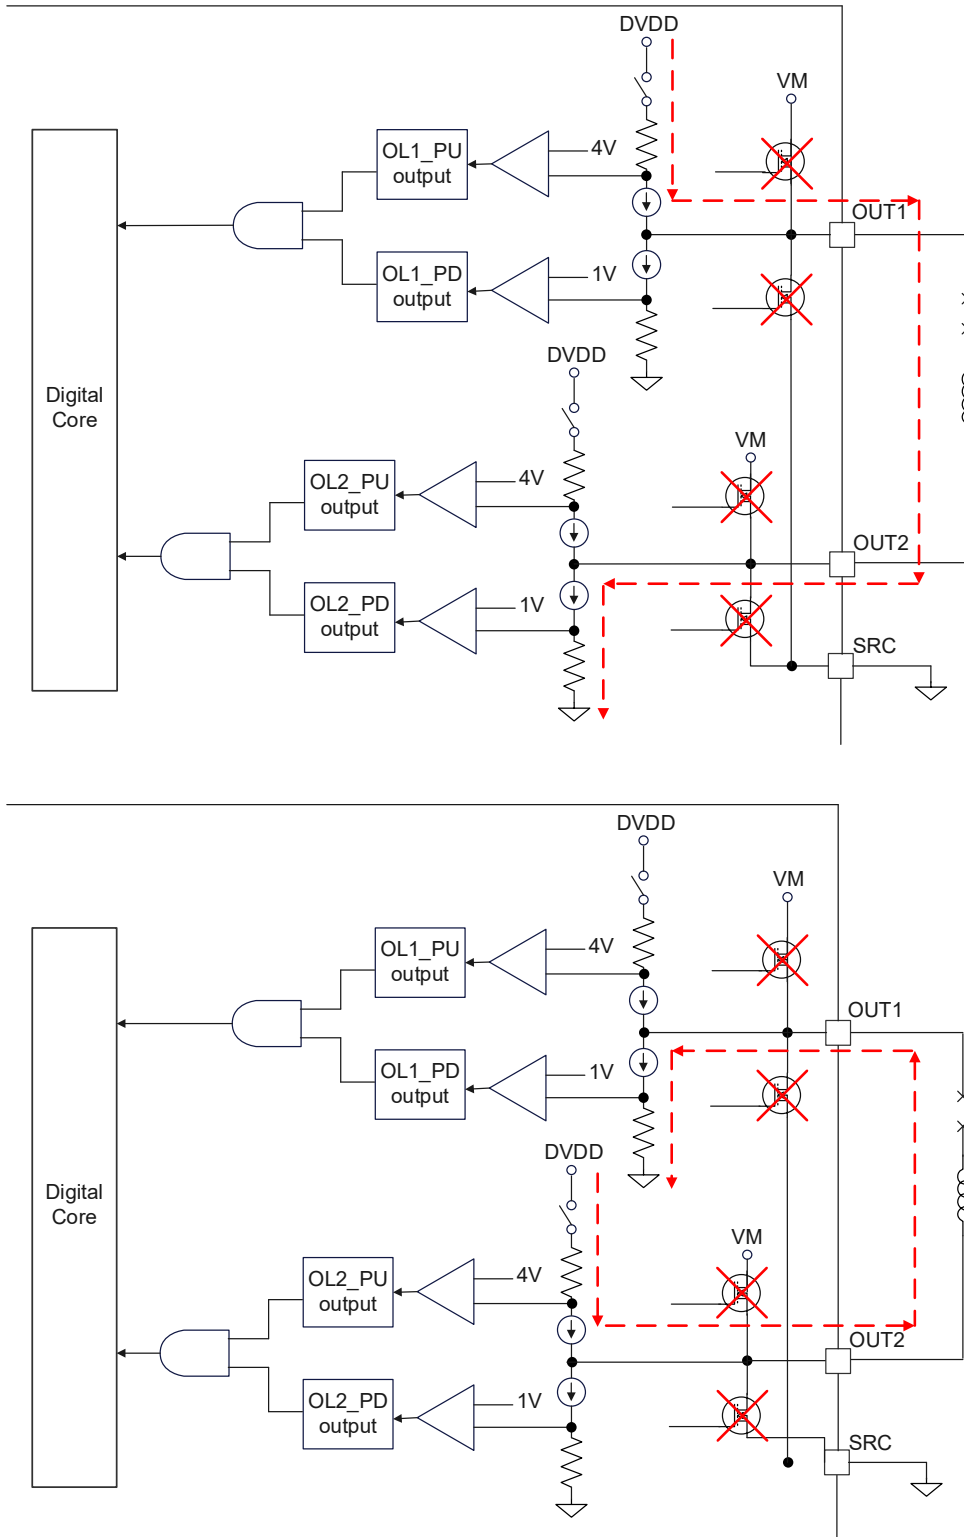 DVDD
VM
OL1_PU
output
4V
OUT1
OL1_PD
output
1V
DVDD
Digital
Core
VM
OL2_PU
output
4V
OUT2
OL2_PD
output
1V
SRC
DVDD
VM
OL1_PU
output
4V
OUT1
OL1_PD
output
1V
DVDD
Digital
Core
VM
OL2_PU
output
4V
OUT2
OL2_PD
output
1V
SRC